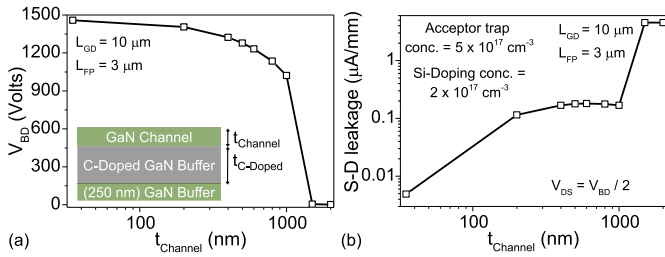 1500
1200
900
600
300
0
V_BD (Volts)
L_GD = 10 μm
L_FP = 3 μm
GaN Channel
C-Doped GaN Buffer
(250 nm) GaN Buffer
t_Channel
t_C-Doped
100
1000
t_Channel (nm)
(a)
S-D leakage (μA/mm)
1
0.1
0.01
Acceptor trap
conc. = 5 x 10^17 cm^-3
Si-Doping conc. =
2 x 10^17 cm^-3
L_GD = 10 μm
L_FP = 3 μm
V_DS = V_BD / 2
100
1000
t_Channel (nm)
(b)